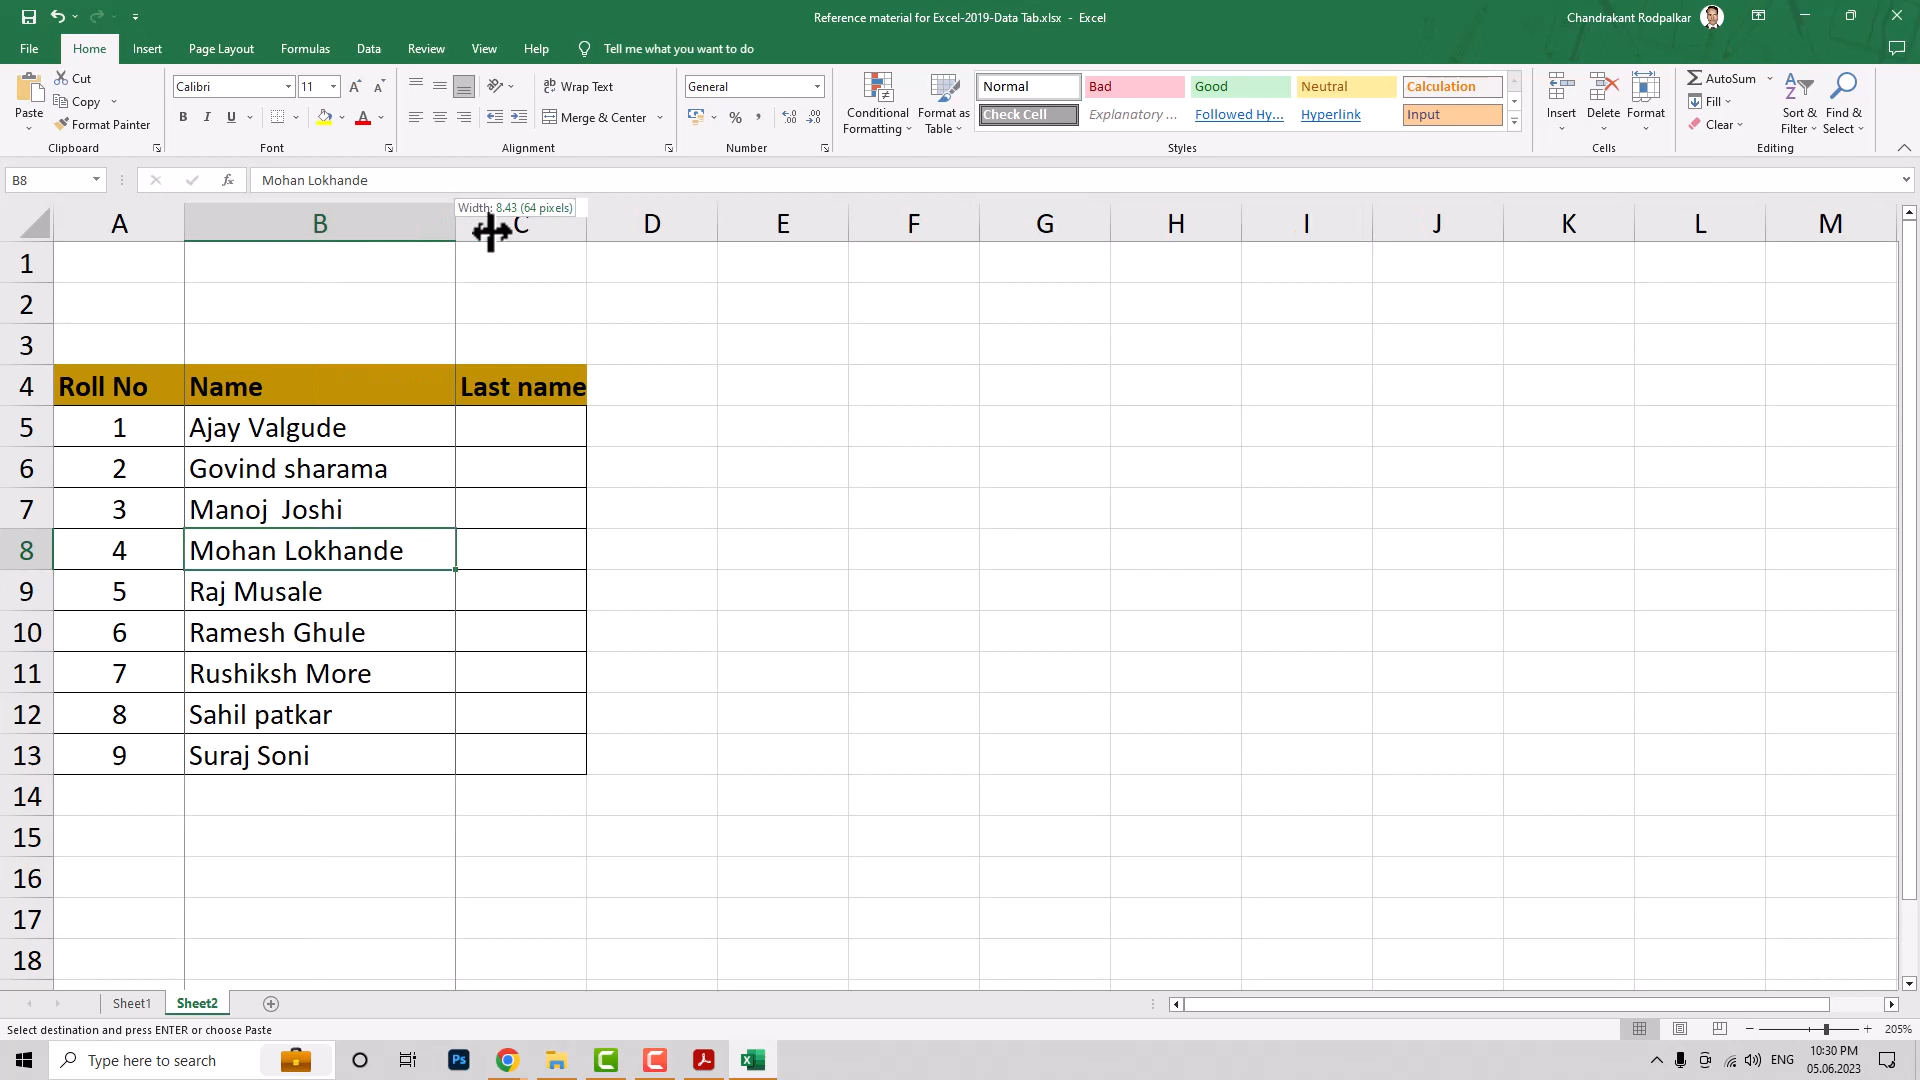 Reference material for Excel-2019-Data Tab.xlsx - Excel
Chandrakant Rodpalkar
File Home Insert Page Layout Formulas Data Review View Help Tell me what you want to do
Paste
Cut
Copy
Format Painter
Clipboard
Calibri 11
B I U
Font
Wrap Text
Merge & Center
Alignment
General
%
Number
Conditional Formatting
Format as Table
Normal Bad Good Neutral Calculation
Check Cell Explanatory ... Followed Hy... Hyperlink Input
Styles
Insert Delete Format
Cells
AutoSum
Fill
Clear
Sort & Filter
Find & Select
Editing
B8 fx Mohan Lokhande
Width: 8.43 (64 pixels)
A B C D E F G H I J K L M
1
2
3
4 Roll No Name Last name
5 1 Ajay Valgude
6 2 Govind sharama
7 3 Manoj  Joshi
8 4 Mohan Lokhande
9 5 Raj Musale
10 6 Ramesh Ghule
11 7 Rushiksh More
12 8 Sahil patkar
13 9 Suraj Soni
14
15
16
17
18
Sheet1 Sheet2
Select destination and press ENTER or choose Paste
205%
Type here to search
Ps
ENG
10:30 PM
05.06.2023